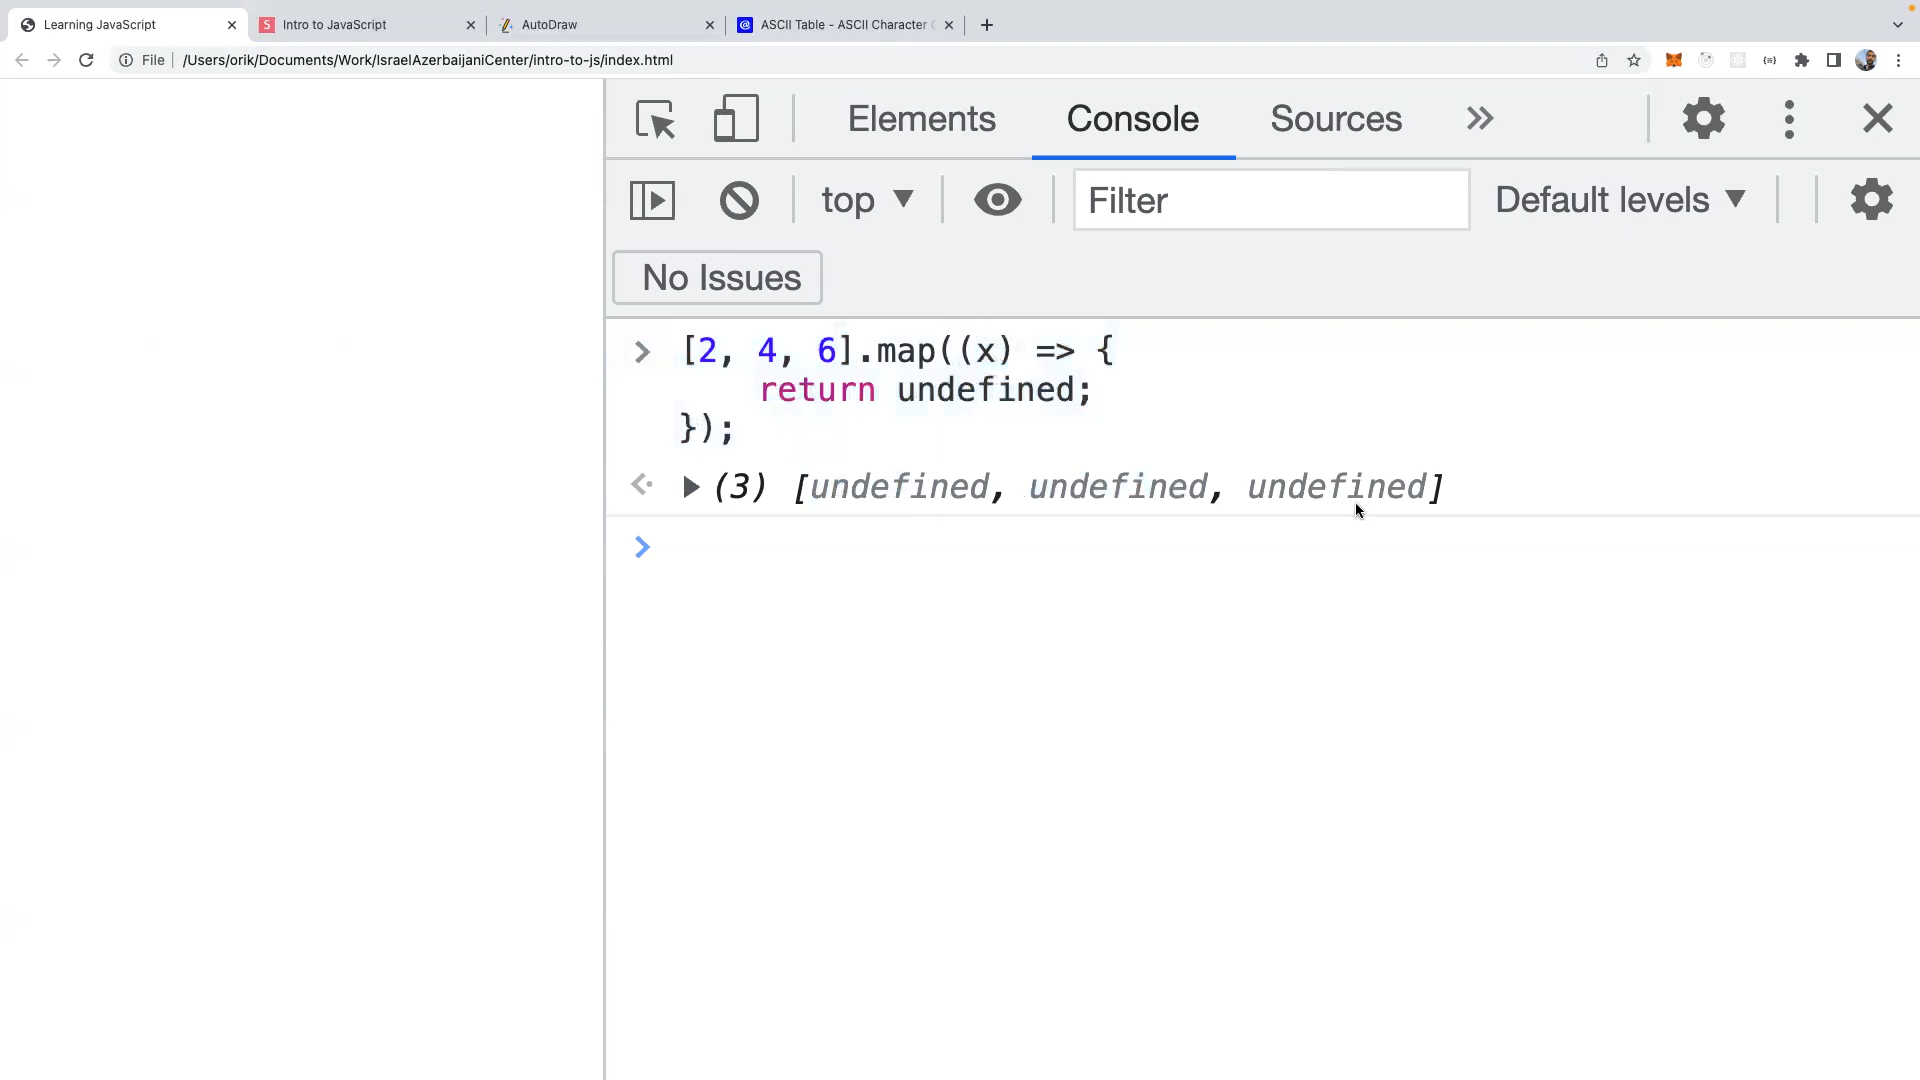 Learning JavaScript
Intro to JavaScript
AutoDraw
ASCII Table - ASCII Character
File
/Users/orik/Documents/Work/IsraelAzerbaijaniCenter/intro-to-js/index.html
Elements
Console
Sources
top
Filter
Default levels
No Issues
[2, 4, 6].map((x) => {
return undefined;
});
(3) [undefined, undefined, undefined]